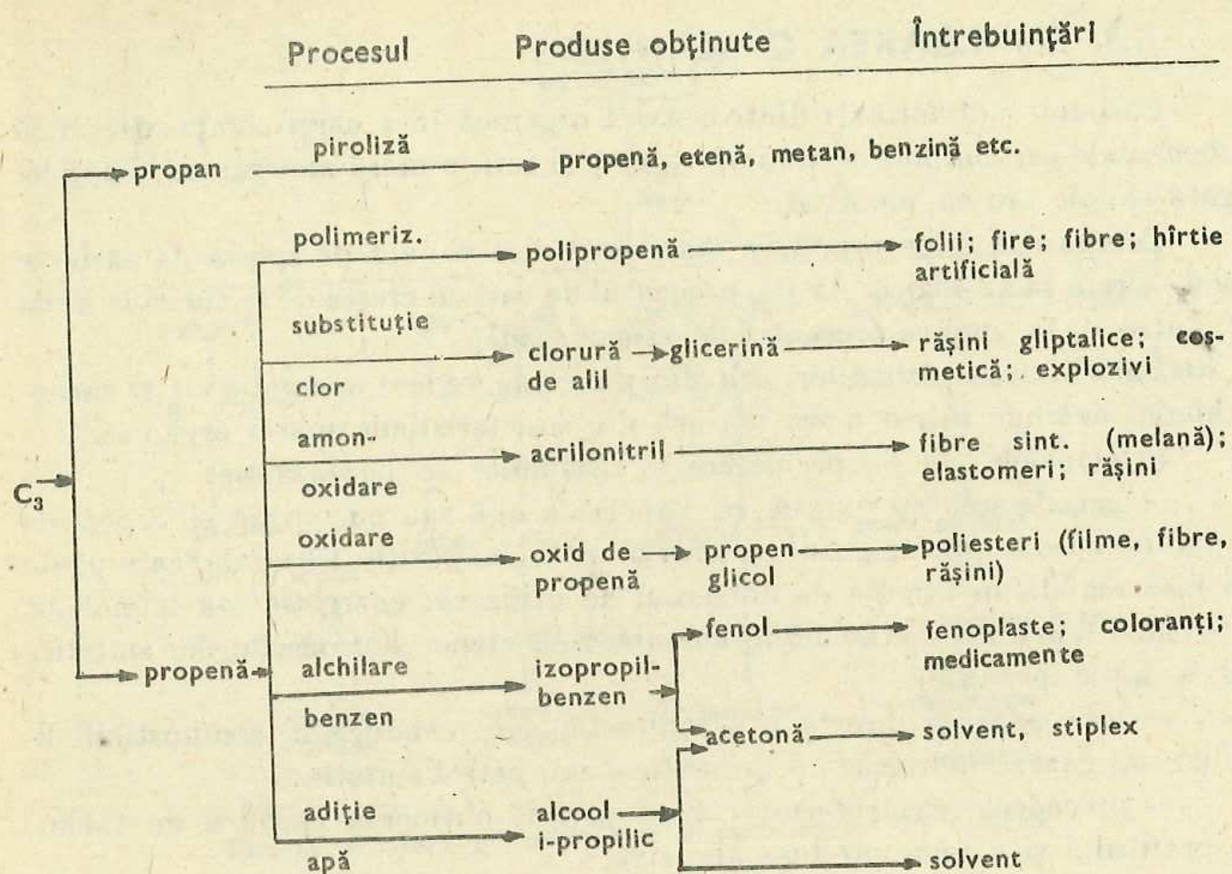 Procesul Produse obținute Întrebuințări
piroliză
propan propenă, etenă, metan, benzină etc.
polimeriz.
polipropenă folii; fire; fibre; hîrtie
artificială
substituție
clorură glicerină rășini gliptalice; cos-
de alil metică; explozivi
clor
amon-
acrilonitril fibre sint. (melană);
elastomeri; rășini
oxidare
C₃
oxidare
oxid de propen poliesteri (filme, fibre,
propenă glicol rășini)
fenol fenoplaste; coloranți;
medicamente
propenă alchilare izopropil-
benzen
benzen
acetonă solvent, stiplex
adiție alcool
i-propilic
apă
solvent